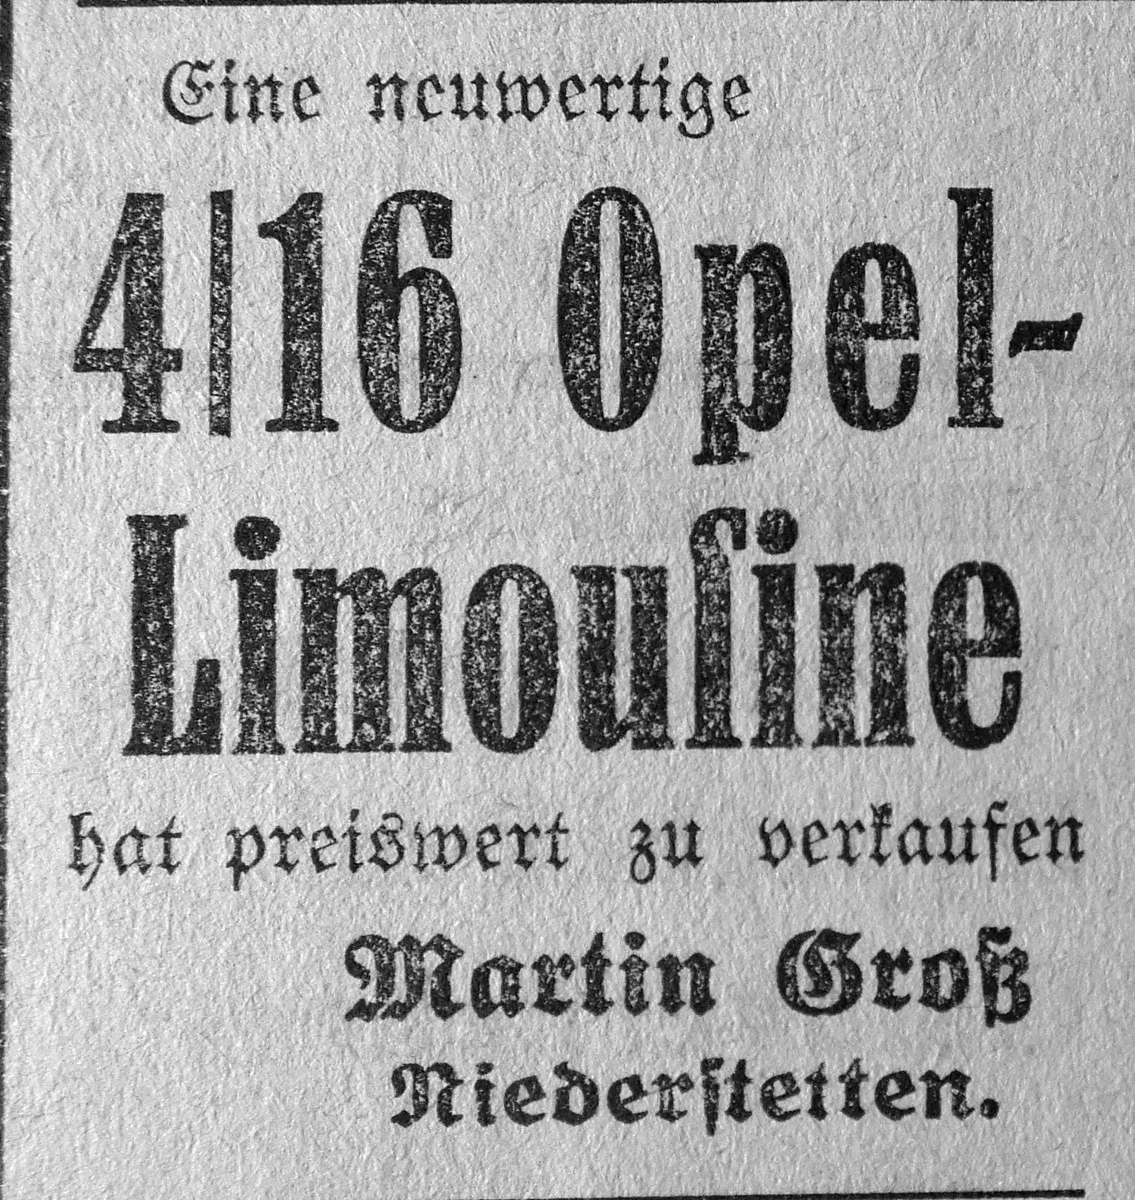 Eine neuwertige
4|16 Opel-
Limouſine
hat preiswert zu verkaufen
Martin Groß
Niederſtetten.